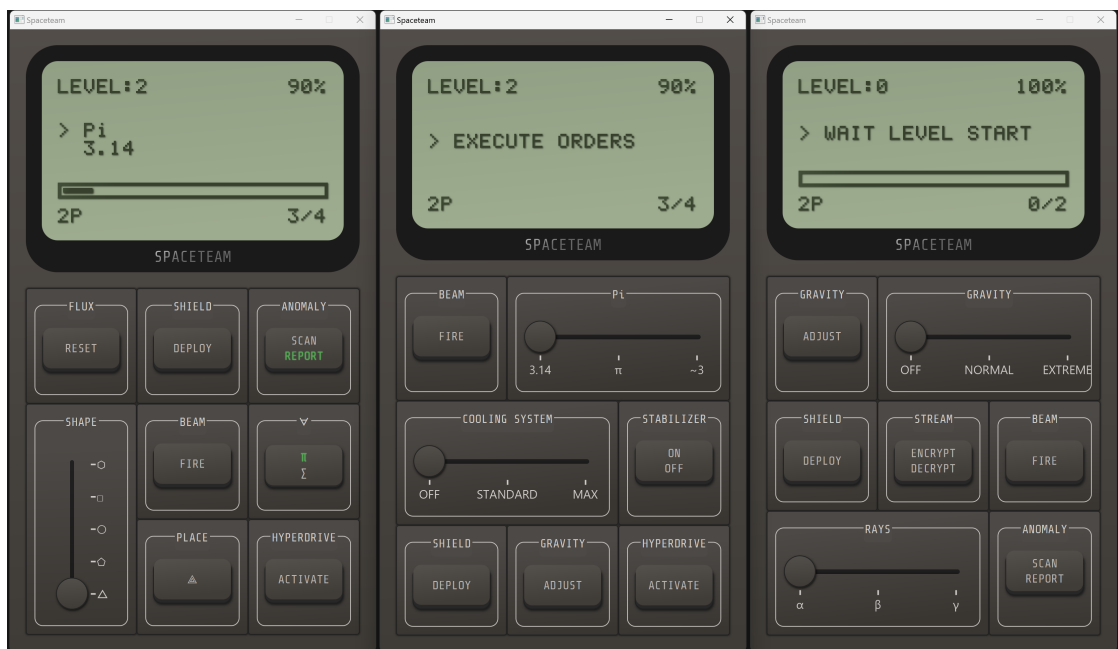 Spaceteam
LEVEL:2 90%
> Pi
3.14
2P 3/4
SPACETEAM
FLUX
RESET
SHIELD
DEPLOY
ANOMALY
SCAN
REPORT
SHAPE
-○
-□
-○
-⬠
-△
BEAM
FIRE
∀
π
∑
PLACE
HYPERDRIVE
ACTIVATE
Spaceteam
LEVEL:2 90%
> EXECUTE ORDERS
2P 3/4
SPACETEAM
BEAM
FIRE
Pi
3.14 π ~3
COOLING SYSTEM
OFF STANDARD MAX
STABILIZER
ON
OFF
SHIELD
DEPLOY
GRAVITY
ADJUST
HYPERDRIVE
ACTIVATE
Spaceteam
LEVEL:0 100%
> WAIT LEVEL START
2P 0/2
SPACETEAM
GRAVITY
ADJUST
GRAVITY
OFF NORMAL EXTREME
SHIELD
DEPLOY
STREAM
ENCRYPT
DECRYPT
BEAM
FIRE
RAYS
α β γ
ANOMALY
SCAN
REPORT